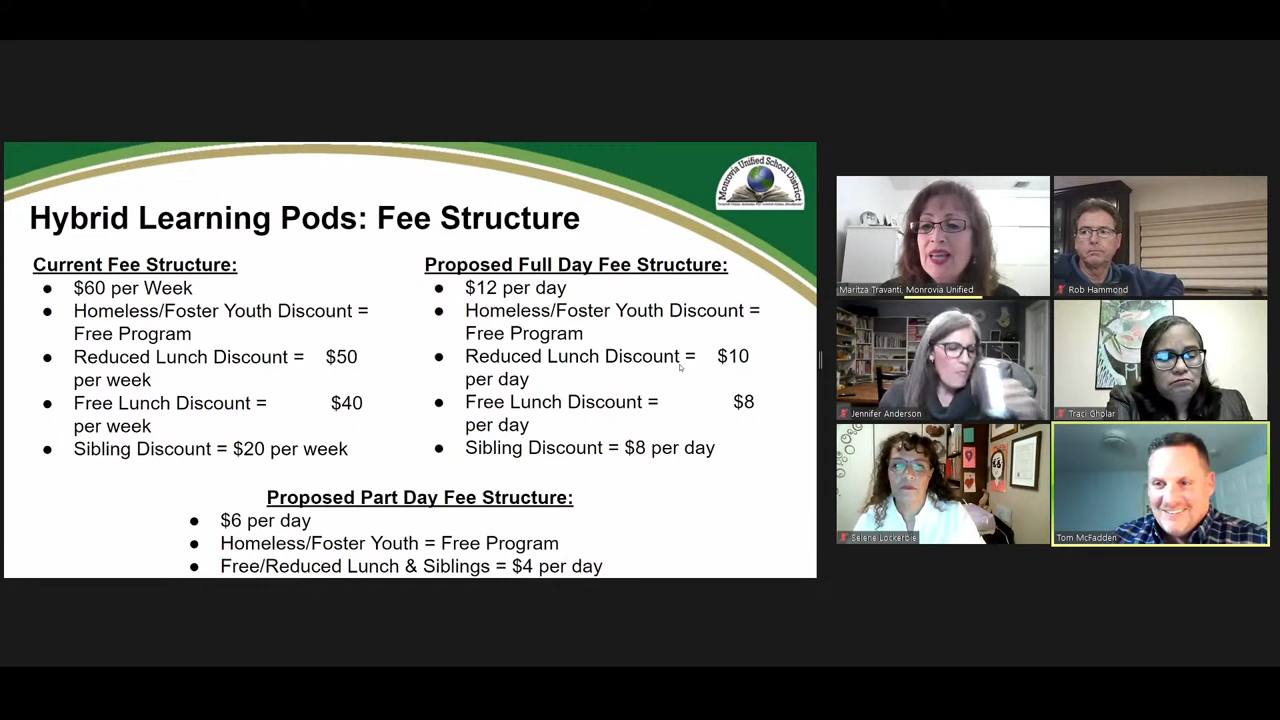 Monrovia Unified School District
Hybrid Learning Pods: Fee Structure
Current Fee Structure:
● $60 per Week
● Homeless/Foster Youth Discount =
Free Program
● Reduced Lunch Discount = $50
per week
● Free Lunch Discount = $40
per week
● Sibling Discount = $20 per week
Proposed Full Day Fee Structure:
● $12 per day
● Homeless/Foster Youth Discount =
Free Program
● Reduced Lunch Discount = $10
per day
● Free Lunch Discount = $8
per day
● Sibling Discount = $8 per day
Proposed Part Day Fee Structure:
● $6 per day
● Homeless/Foster Youth = Free Program
● Free/Reduced Lunch & Siblings = $4 per day
Maritza Travanti, Monrovia Unified
Rob Hammond
Jennifer Anderson
Traci Gholar
Selene Lockerbie
Tom McFadden